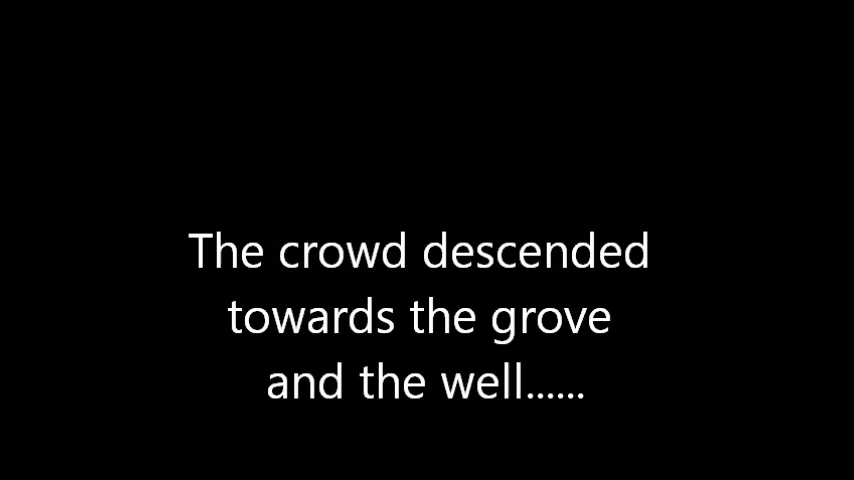 The crowd descended
towards the grove
and the well......